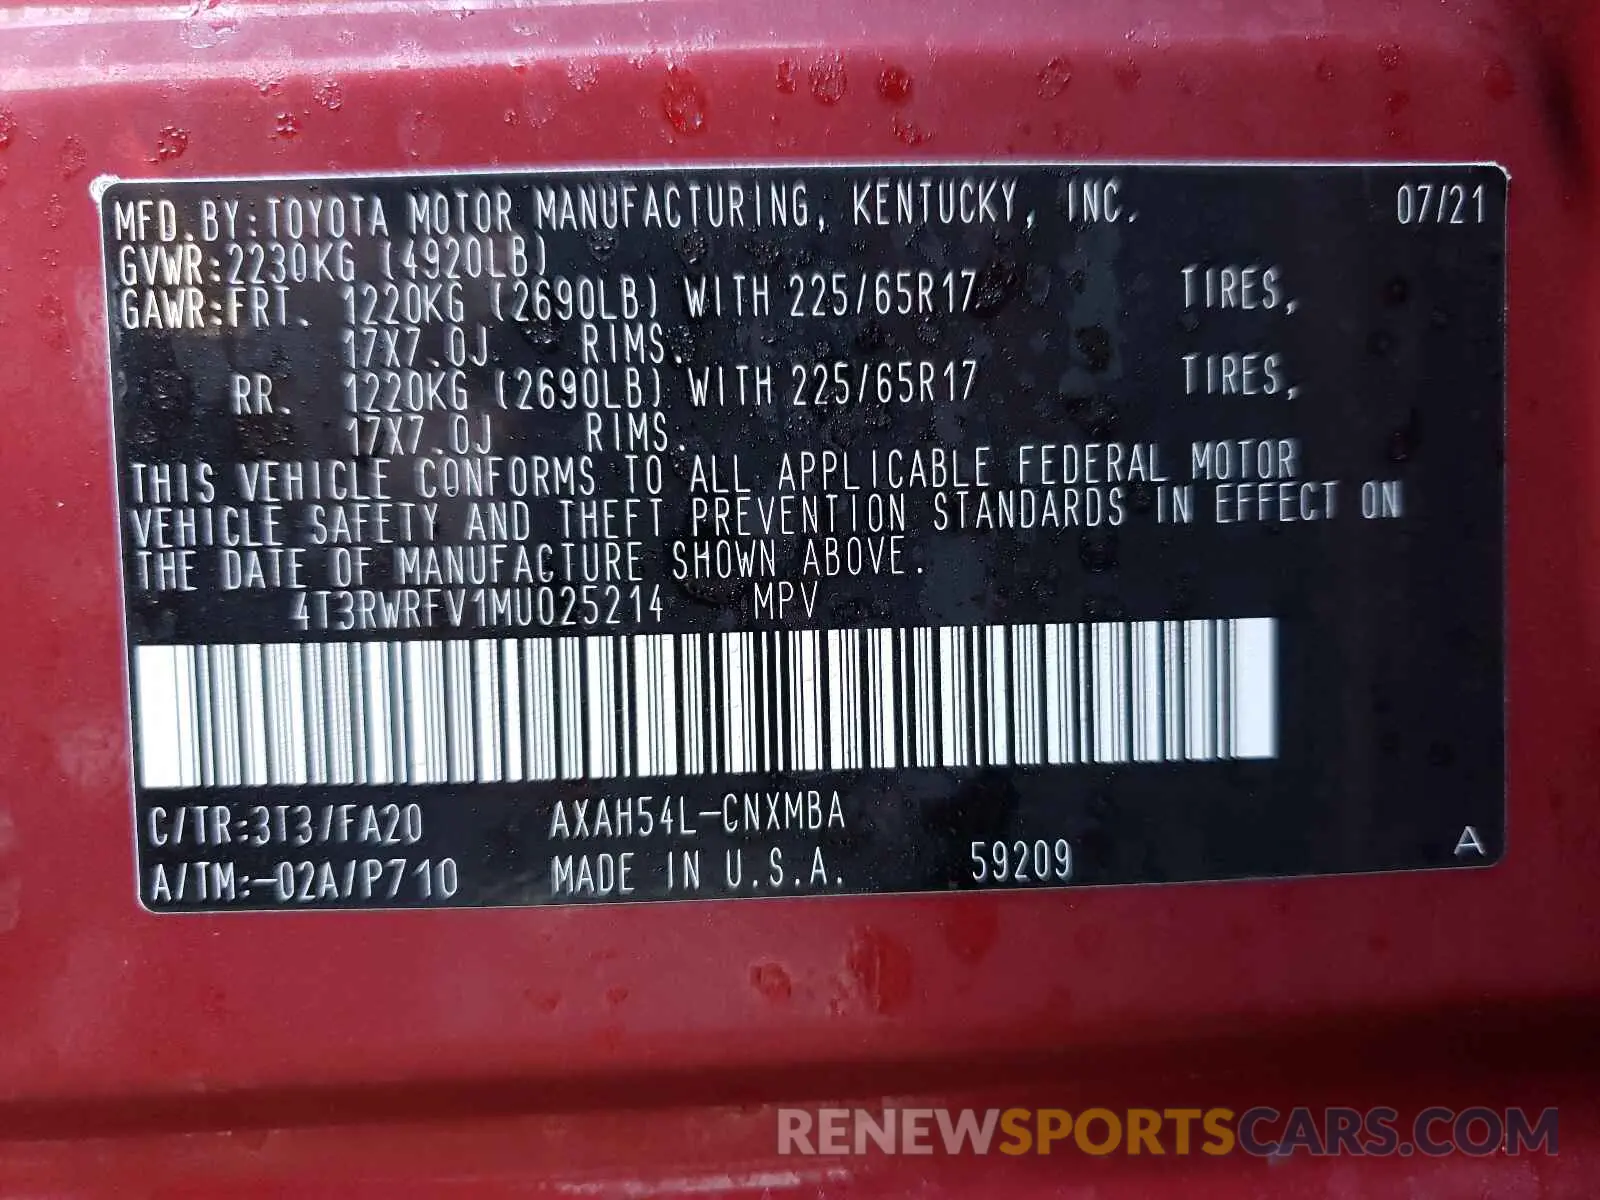 MFD.BY:TOYOTA MOTOR MANUFACTURING, KENTUCKY, INC. 07/21
GVWR:2230KG (4920LB)
GAWR:FRT. 1220KG (2690LB) WITH 225/65R17 TIRES,
17X7.0J RIMS.
RR. 1220KG (2690LB) WITH 225/65R17 TIRES,
17X7.0J RIMS.
THIS VEHICLE CONFORMS TO ALL APPLICABLE FEDERAL MOTOR
VEHICLE SAFETY AND THEFT PREVENTION STANDARDS IN EFFECT ON
THE DATE OF MANUFACTURE SHOWN ABOVE.
4T3RWRFV1MU025214 MPV
C/TR:3T3/FA20 AXAH54L-CNXMBA
A/TM:-02A/P710 MADE IN U.S.A. 59209 A
RENEWSPORTSCARS.COM 2023